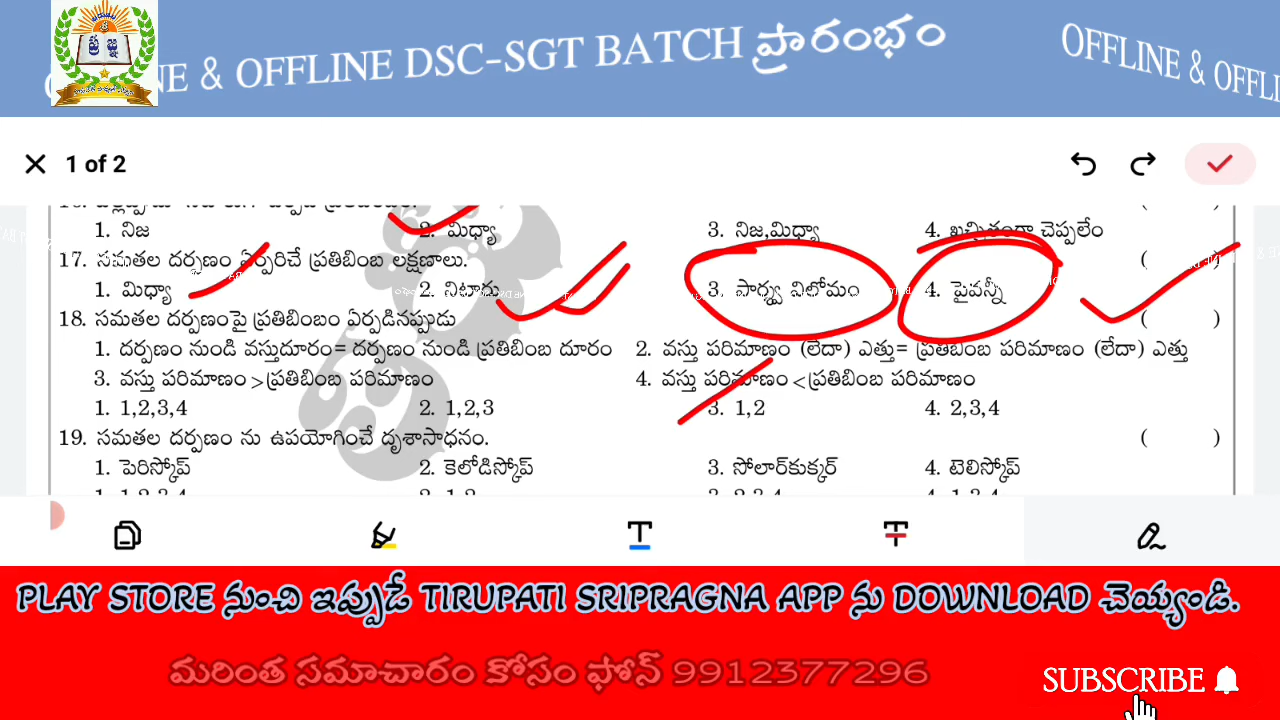 NE & OFFLINE DSC-SGT BATCH ప్రారంభం
OFFLINE & OFFLI
1 of 2
1. నిజ 2. మిధ్యా 3. నిజ,మిధ్యా 4. ఖచ్చితంగా చెప్పలేం
17. సమతల దర్పణం ఏర్పరిచే ప్రతిబింబ లక్షణాలు. ( )
1. మిధ్యా 2. నిటారు 3. పార్శ్వ విలోమం 4. పైవన్నీ
18. సమతల దర్పణంపై ప్రతిబింబం ఏర్పడినప్పుడు ( )
1. దర్పణం నుండి వస్తుదూరం= దర్పణం నుండి ప్రతిబింబ దూరం 2. వస్తు పరిమాణం (లేదా) ఎత్తు= ప్రతిబింబ పరిమాణం (లేదా) ఎత్తు
3. వస్తు పరిమాణం > ప్రతిబింబ పరిమాణం 4. వస్తు పరిమాణం < ప్రతిబింబ పరిమాణం
1. 1,2,3,4 2. 1,2,3 3. 1,2 4. 2,3,4
19. సమతల దర్పణం ను ఉపయోగించే దృశాసాధనం. ( )
1. పెరిస్కోప్ 2. కెలోడిస్కోప్ 3. సోలార్‌కుక్కర్ 4. టెలిస్కోప్
PLAY STORE నుంచి ఇప్పుడే TIRUPATI SRIPRAGNA APP ను DOWNLOAD చెయ్యండి.
మరింత సమాచారం కోసం ఫోన్ 9912377296
SUBSCRIBE